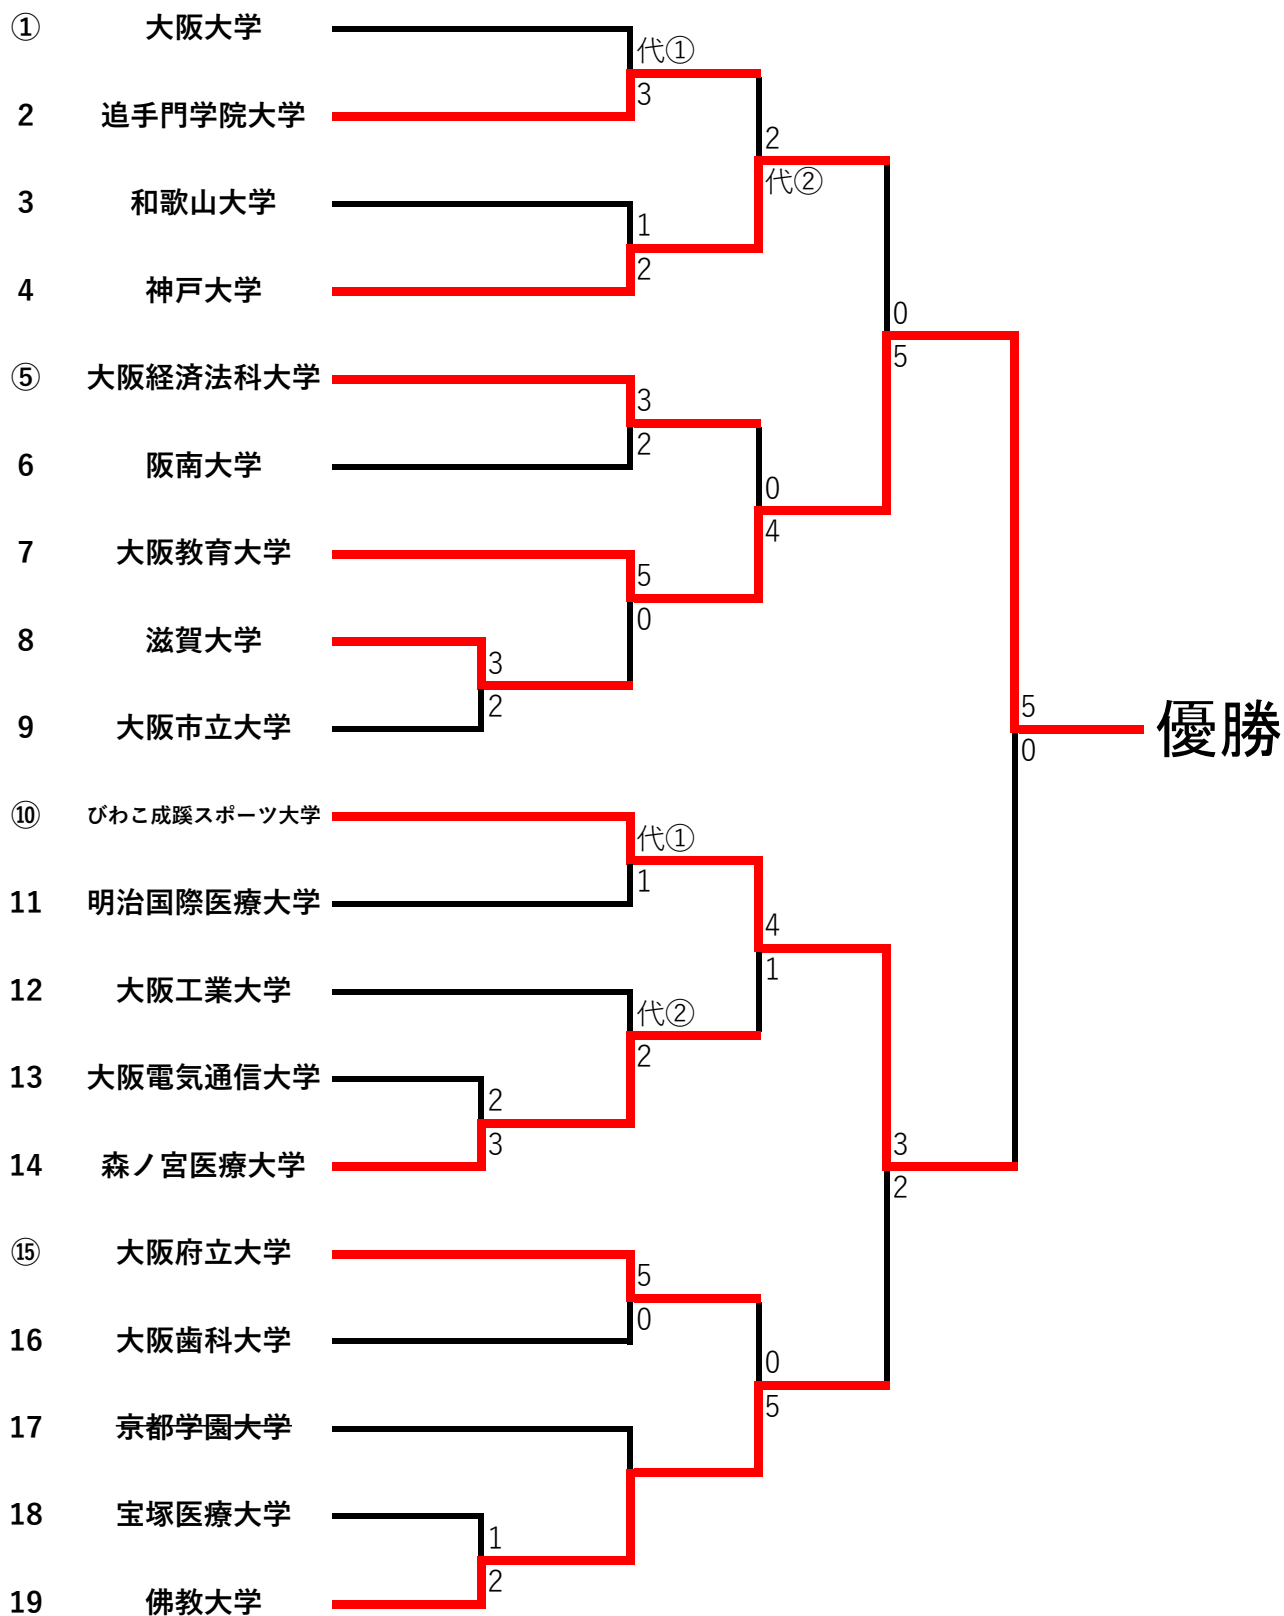 ① 大阪大学
代①
3
2 追手門学院大学
2
代②
3 和歌山大学
1
2
4 神戸大学
0
5
⑤ 大阪経済法科大学
3
2
6 阪南大学
0
4
7 大阪教育大学
5
0
8 滋賀大学
3
2
9 大阪市立大学
5
0
優勝
⑩ びわこ成蹊スポーツ大学
代①
1
11 明治国際医療大学
4
1
12 大阪工業大学
代②
2
13 大阪電気通信大学
2
3
14 森ノ宮医療大学
3
2
⑮ 大阪府立大学
5
0
16 大阪歯科大学
0
5
17 京都学園大学
18 宝塚医療大学
1
2
19 佛教大学